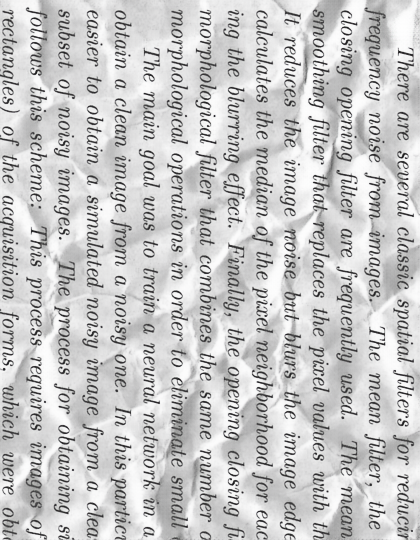 There are several classic spatial filters for reducin
frequency noise from images. The mean filter, the
closing opening filter are frequently used. The mean
smoothing filter that replaces the pixel values with th
It reduces the image noise but blurs the image edge
calculates the median of the pixel neighborhood for eac
ing the blurring effect. Finally, the opening closing fi
morphological filter that combines the same number o
morphological operations in order to eliminate small
The main goal was to train a neural network in a
obtain a clean image from a noisy one. In this particu
easier to obtain a simulated noisy image from a clea
subset of noisy images. The process for obtaining si
follows this scheme: This process requires images of
rectangles) of the acquisition forms, which were obt